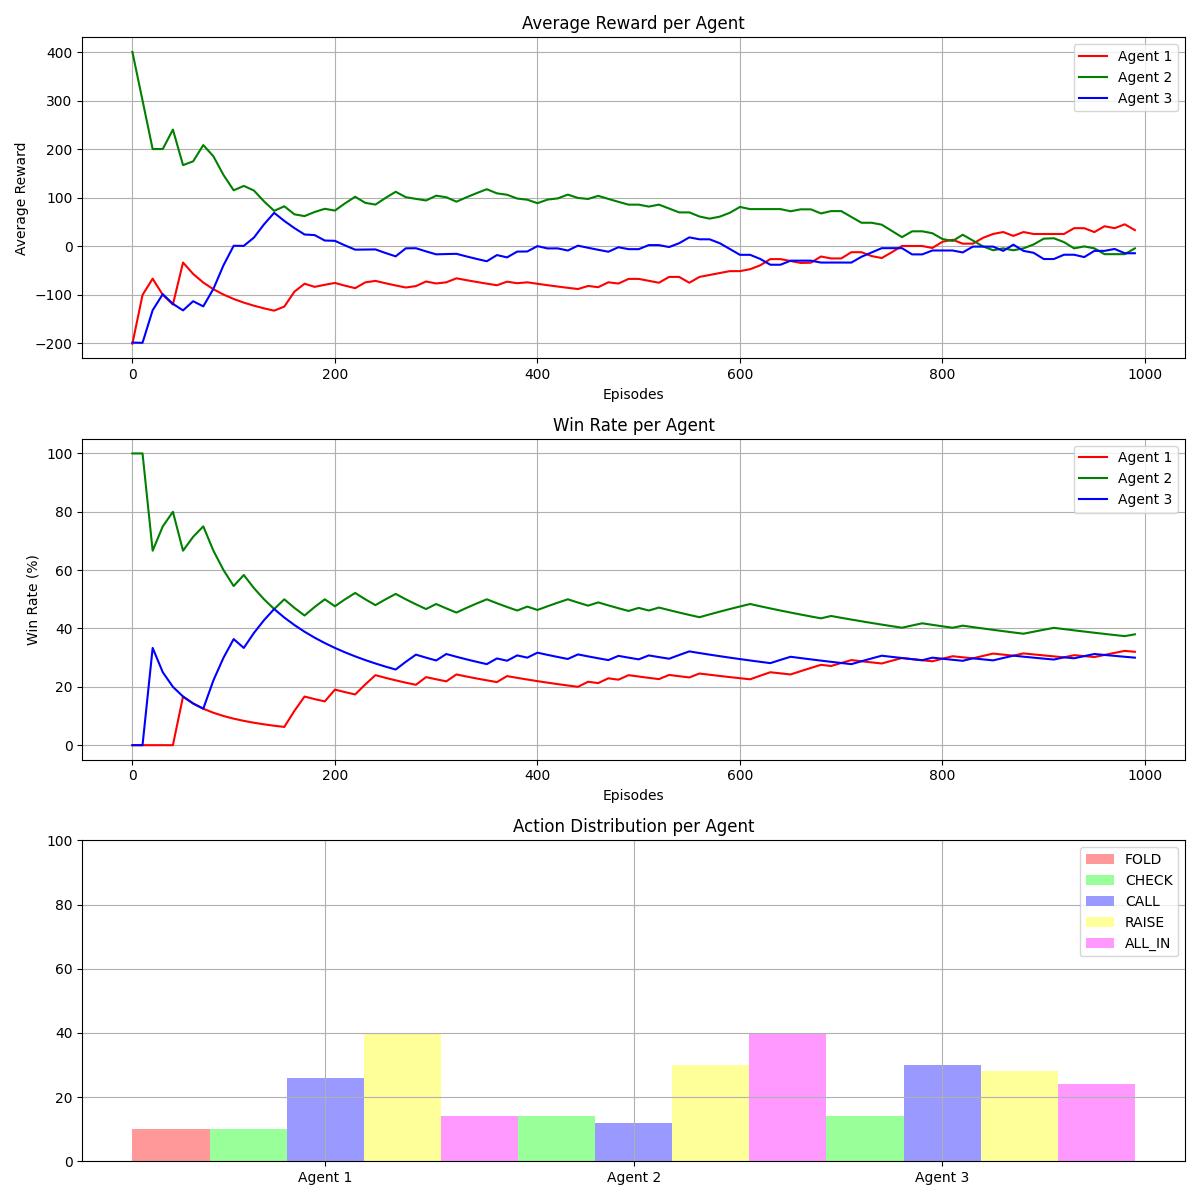 Average Reward per Agent
400
300
200
100
0
−100
−200
Average Reward
Agent 1
Agent 2
Agent 3
0 200 400 600 800 1000
Episodes
Win Rate per Agent
100
80
60
40
20
0
Win Rate (%)
Agent 1
Agent 2
Agent 3
0 200 400 600 800 1000
Episodes
Action Distribution per Agent
100
80
60
40
20
0
FOLD
CHECK
CALL
RAISE
ALL_IN
Agent 1 Agent 2 Agent 3